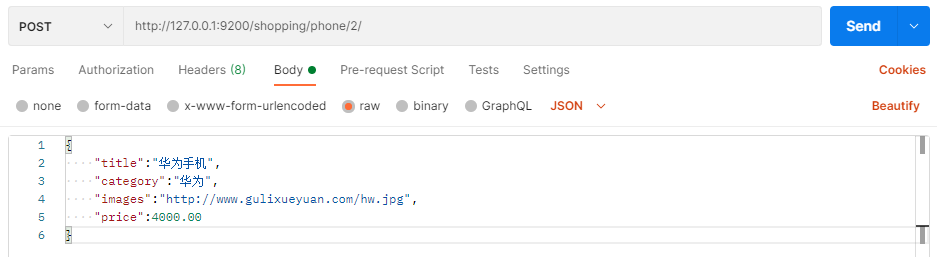 POST http://127.0.0.1:9200/shopping/phone/2/ Send
Params Authorization Headers (8) Body Pre-request Script Tests Settings Cookies
none form-data x-www-form-urlencoded raw binary GraphQL JSON Beautify
1 {
2 "title":"华为手机",
3 "category":"华为",
4 "images":"http://www.gulixueyuan.com/hw.jpg",
5 "price":4000.00
6 }